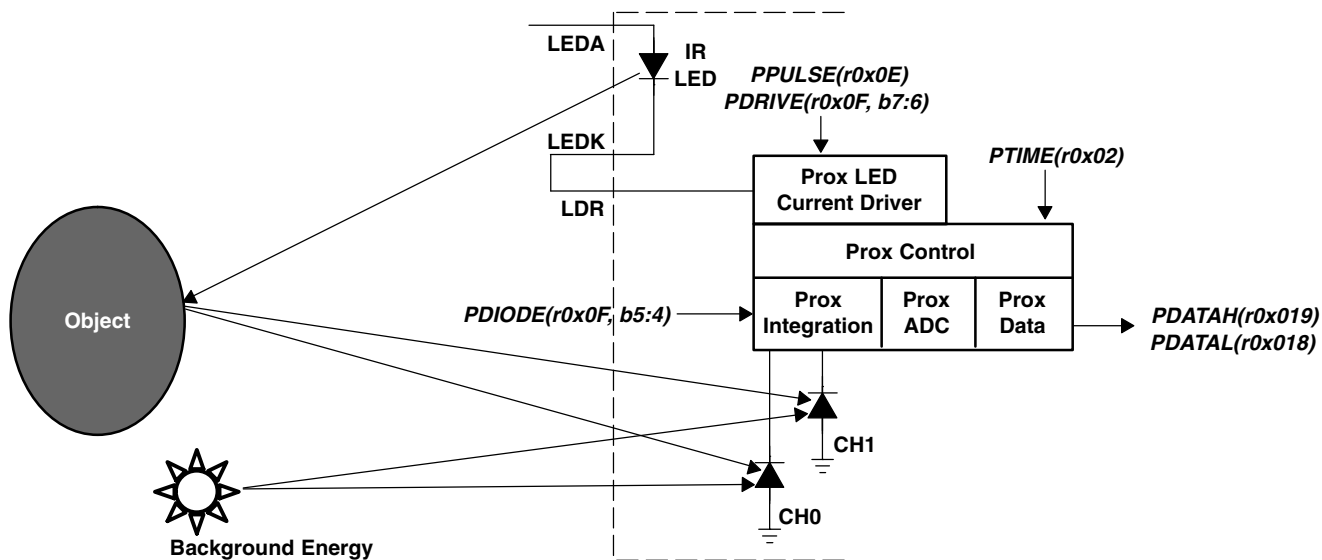 LEDA
IR
LED
PPULSE(r0x0E)
PDRIVE(r0x0F, b7:6)
LEDK
PTIME(r0x02)
Prox LED
Current Driver
LDR
Prox Control
Object
PDIODE(r0x0F, b5:4)
Prox
Integration
Prox
ADC
Prox
Data
PDATAH(r0x019)
PDATAL(r0x018)
CH1
CH0
Background Energy